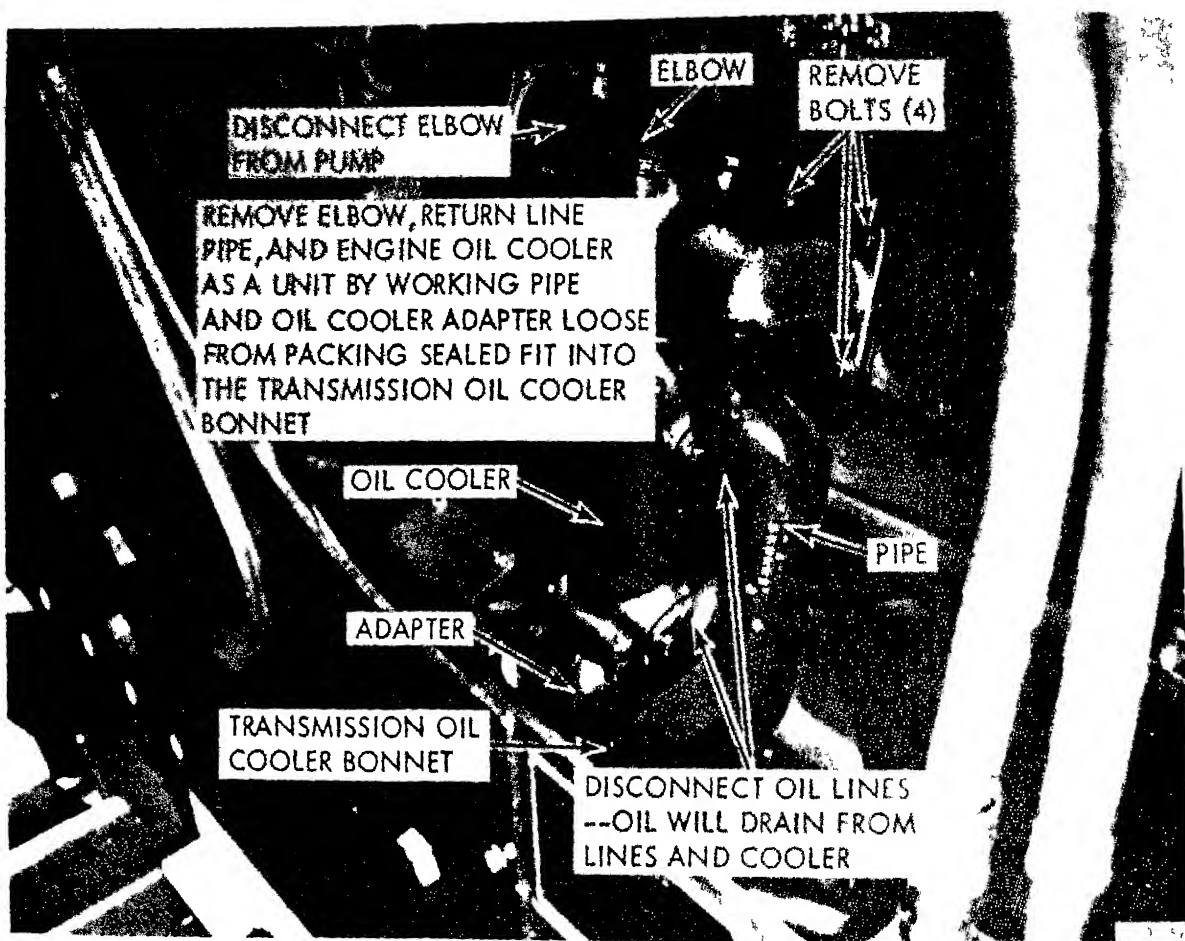 ELBOW
REMOVE
BOLTS (4)
DISCONNECT ELBOW
FROM PUMP
REMOVE ELBOW, RETURN LINE
PIPE, AND ENGINE OIL COOLER
AS A UNIT BY WORKING PIPE
AND OIL COOLER ADAPTER LOOSE
FROM PACKING SEALED FIT INTO
THE TRANSMISSION OIL COOLER
BONNET
OIL COOLER
PIPE
ADAPTER
TRANSMISSION OIL
COOLER BONNET
DISCONNECT OIL LINES
--OIL WILL DRAIN FROM
LINES AND COOLER